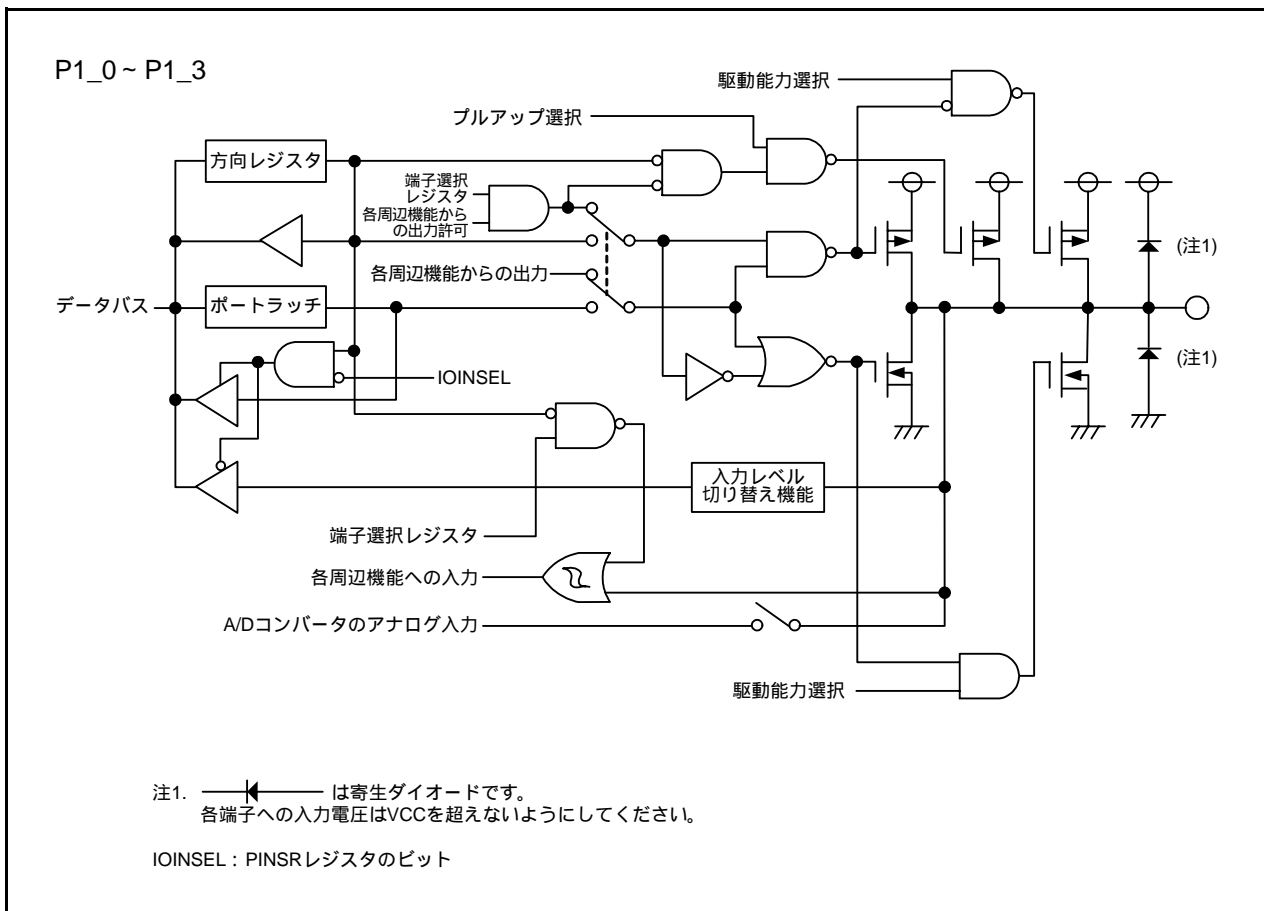 P1_0~P1_3
駆動能力選択
プルアップ選択
方向レジスタ
端子選択
レジスタ
各周辺機能から
の出力許可
各周辺機能からの出力
データバス
ポートラッチ
(注1)
(注1)
IOINSEL
入力レベル
切り替え機能
端子選択レジスタ
各周辺機能への入力
A/Dコンバータのアナログ入力
駆動能力選択
注1. は寄生ダイオードです。
各端子への入力電圧はVCCを超えないようにしてください。
IOINSEL:PINSRレジスタのビット